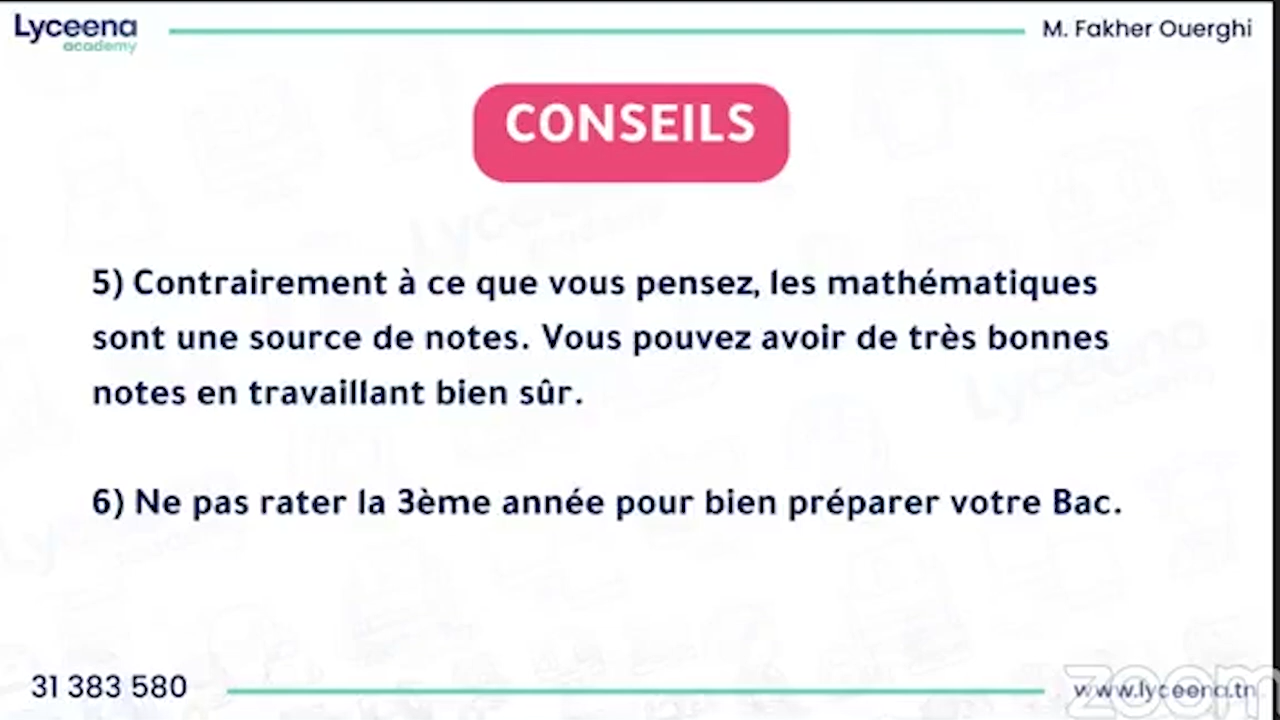 Lyceena
academy
M. Fakher Ouerghi
CONSEILS
5) Contrairement à ce que vous pensez, les mathématiques
sont une source de notes. Vous pouvez avoir de très bonnes
notes en travaillant bien sûr.
6) Ne pas rater la 3ème année pour bien préparer votre Bac.
31 383 580
www.lyceena.tn
zoom